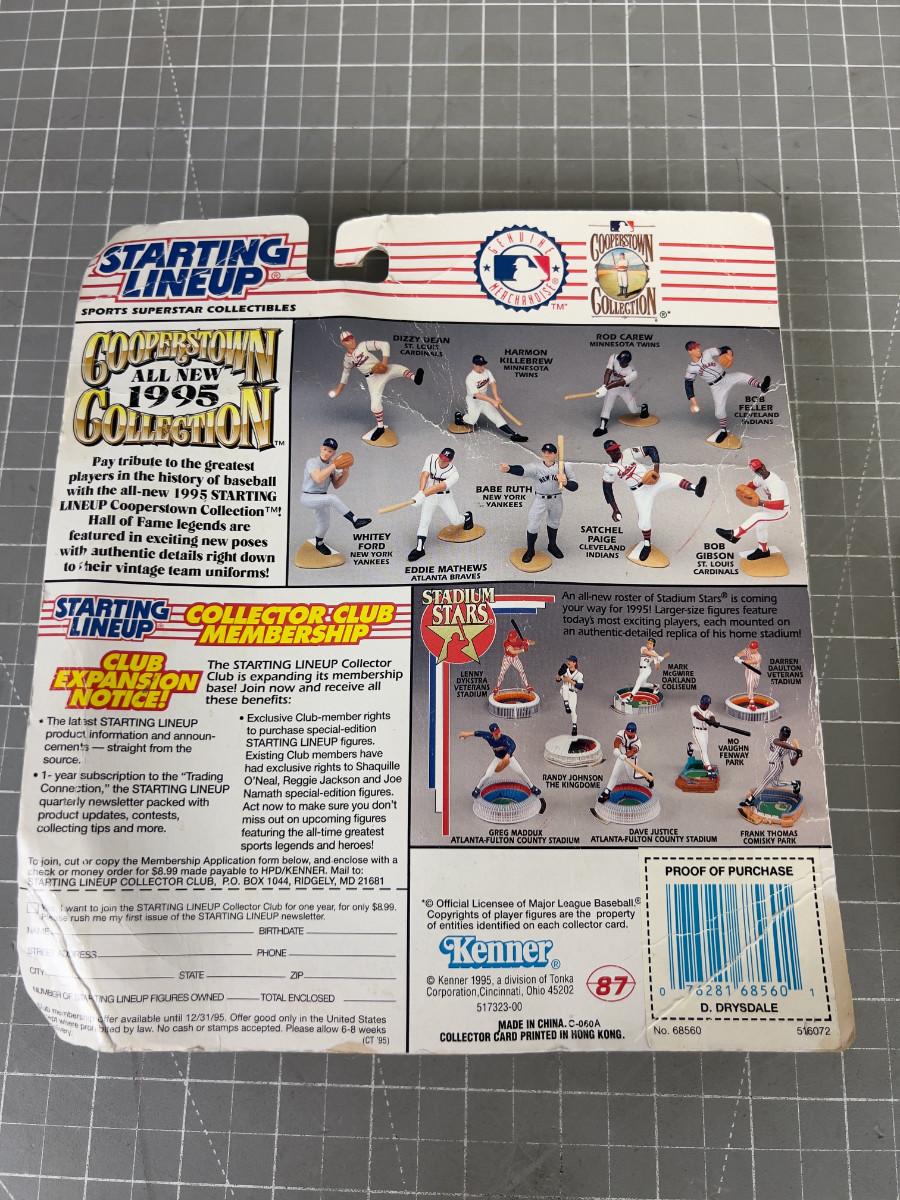 STARTING
LINEUP®
SPORTS SUPERSTAR COLLECTIBLES
GENUINE
MERCHANDISE®
TM
COOPERSTOWN
COLLECTION
®*
COOPERSTOWN
ALL NEW
1995
COLLECTION™
Pay tribute to the greatest
players in the history of baseball
with the all-new 1995 STARTING
LINEUP Cooperstown Collection™!
Hall of Fame legends are
featured in exciting new poses
with authentic details right down
to their vintage team uniforms!
DIZZY DEAN
ST. LOUIS
CARDINALS
HARMON
KILLEBREW
MINNESOTA
TWINS
ROD CAREW
MINNESOTA TWINS
BOB
FELLER
CLEVELAND
INDIANS
WHITEY
FORD
NEW YORK
YANKEES
EDDIE MATHEWS
ATLANTA BRAVES
BABE RUTH
NEW YORK
YANKEES
SATCHEL
PAIGE
CLEVELAND
INDIANS
BOB
GIBSON
ST. LOUIS
CARDINALS
STARTING
LINEUP®
COLLECTOR CLUB
MEMBERSHIP
CLUB
EXPANSION
NOTICE!
The STARTING LINEUP Collector
Club is expanding its membership
base! Join now and receive all
these benefits:
• The latest STARTING LINEUP
product information and announ-
cements — straight from the
source.
• 1- year subscription to the “Trading
Connection,” the STARTING LINEUP
quarterly newsletter packed with
product updates, contests,
collecting tips and more.
• Exclusive Club-member rights
to purchase special-edition
STARTING LINEUP figures.
Existing Club members have
had exclusive rights to Shaquille
O'Neal, Reggie Jackson and Joe
Namath special-edition figures.
Act now to make sure you don't
miss out on upcoming figures
featuring the all-time greatest
sports legends and heroes!
To join, cut or copy the Membership Application form below, and enclose with a
check or money order for $8.99 made payable to HPD/KENNER. Mail to:
STARTING LINEUP COLLECTOR CLUB, P.O. BOX 1044, RIDGELY, MD 21681
I want to join the STARTING LINEUP Collector Club for one year, for only $8.99.
Please rush me my first issue of the STARTING LINEUP newsletter.
NAME BIRTHDATE
STREET ADDRESS PHONE
CITY STATE ZIP
NUMBER OF STARTING LINEUP FIGURES OWNED TOTAL ENCLOSED
Club membership offer available until 12/31/95. Offer good only in the United States
except where prohibited by law. No cash or stamps accepted. Please allow 6-8 weeks
(CT '95)
STADIUM
STARS®
An all-new roster of Stadium Stars® is coming
your way for 1995! Larger-size figures feature
today's most exciting players, each mounted on
an authentic-detailed replica of his home stadium!
LENNY
DYKSTRA
VETERANS
STADIUM
MARK
McGWIRE
OAKLAND
COLISEUM
DARREN
DAULTON
VETERANS
STADIUM
RANDY JOHNSON
THE KINGDOME
MO
VAUGHN
FENWAY
PARK
GREG MADDUX
ATLANTA-FULTON COUNTY STADIUM
DAVE JUSTICE
ATLANTA-FULTON COUNTY STADIUM
FRANK THOMAS
COMISKY PARK
*© Official Licensee of Major League Baseball.®
Copyrights of player figures are the property
of entities identified on each collector card.
Kenner®
© Kenner 1995, a division of Tonka
Corporation,Cincinnati, Ohio 45202
517323-00
87
MADE IN CHINA. C-060A
COLLECTOR CARD PRINTED IN HONG KONG.
PROOF OF PURCHASE
0 76281 68560 1
D. DRYSDALE
No. 68560 516072